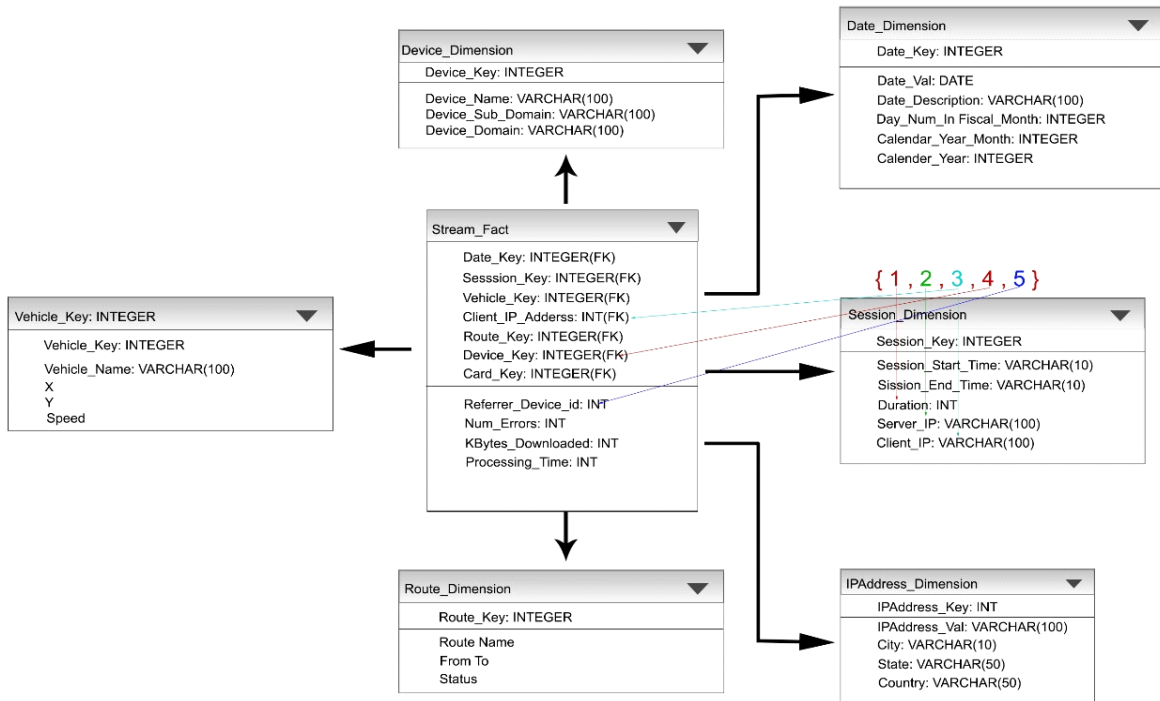 Device_Dimension
Device_Key: INTEGER
Device_Name: VARCHAR(100)
Device_Sub_Domain: VARCHAR(100)
Device_Domain: VARCHAR(100)
Date_Dimension
Date_Key: INTEGER
Date_Val: DATE
Date_Description: VARCHAR(100)
Day_Num_In Fiscal_Month: INTEGER
Calendar_Year_Month: INTEGER
Calender_Year: INTEGER
Stream_Fact
Date_Key: INTEGER(FK)
Sesssion_Key: INTEGER(FK)
Vehicle_Key: INTEGER(FK)
Client_IP_Adderss: INT(FK)
Route_Key: INTEGER(FK)
Device_Key: INTEGER(FK)
Card_Key: INTEGER(FK)
Referrer_Device_id: INT
Num_Errors: INT
KBytes_Downloaded: INT
Processing_Time: INT
Vehicle_Key: INTEGER
Vehicle_Key: INTEGER
Vehicle_Name: VARCHAR(100)
X
Y
Speed
{ 1 , 2 , 3 , 4 , 5 }
Session_Dimension
Session_Key: INTEGER
Session_Start_Time: VARCHAR(10)
Sission_End_Time: VARCHAR(10)
Duration: INT
Server_IP: VARCHAR(100)
Client_IP: VARCHAR(100)
Route_Dimension
Route_Key: INTEGER
Route Name
From To
Status
IPAddress_Dimension
IPAddress_Key: INT
IPAddress_Val: VARCHAR(100)
City: VARCHAR(10)
State: VARCHAR(50)
Country: VARCHAR(50)